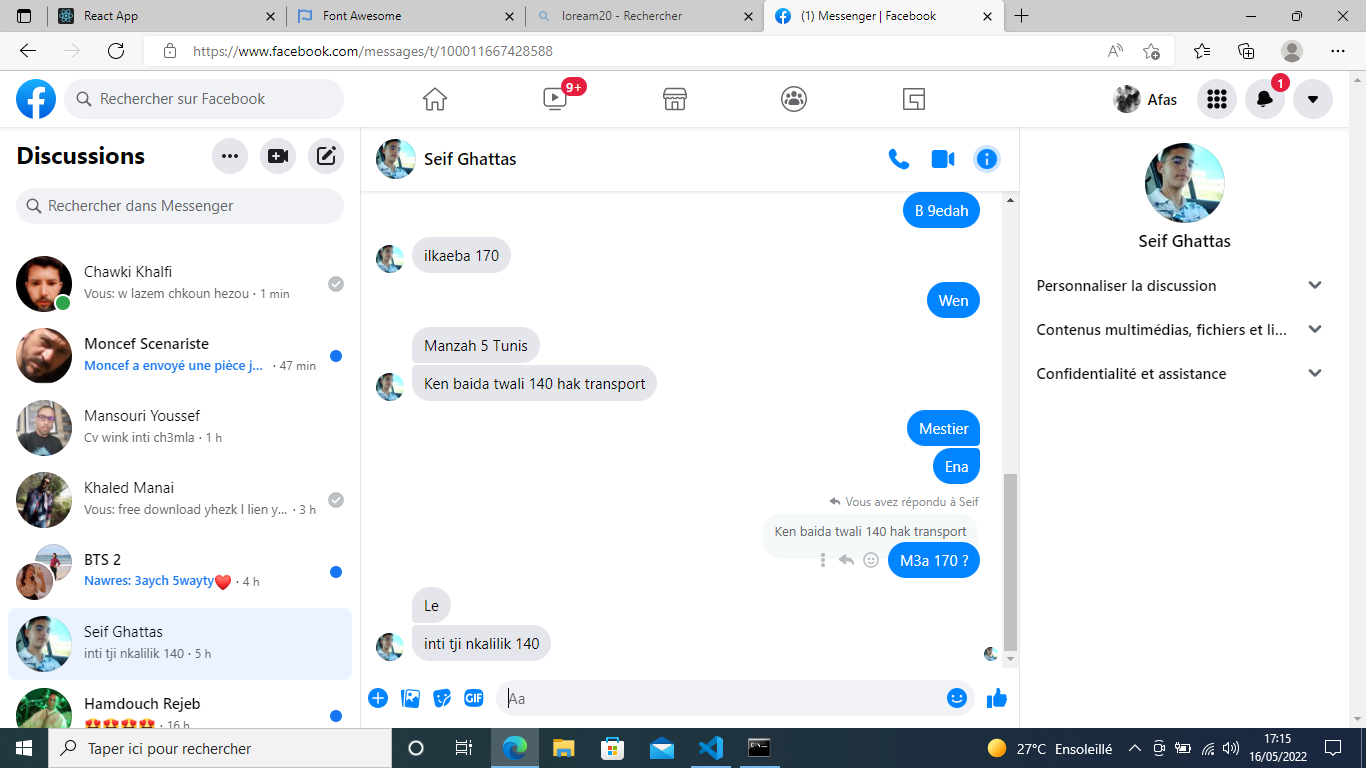 React App
Font Awesome
loream20 - Rechercher
(1) Messenger | Facebook
https://www.facebook.com/messages/t/100011667428588
Rechercher sur Facebook
9+
Afas
1
Discussions
Rechercher dans Messenger
Chawki Khalfi
Vous: w lazem chkoun hezou · 1 min
Moncef Scenariste
Moncef a envoyé une pièce j... · 47 min
Mansouri Youssef
Cv wink inti ch3mla · 1 h
Khaled Manai
Vous: free download yhezk l lien y... · 3 h
BTS 2
Nawres: 3aych 5wayty❤️ · 4 h
Seif Ghattas
inti tji nkalilik 140 · 5 h
Hamdouch Rejeb
😍😍😍😍 · 16 h
Seif Ghattas
B 9edah
ilkaeba 170
Wen
Manzah 5 Tunis
Ken baida twali 140 hak transport
Mestier
Ena
Vous avez répondu à Seif
Ken baida twali 140 hak transport
M3a 170 ?
Le
inti tji nkalilik 140
GIF
Aa
Seif Ghattas
Personnaliser la discussion
Contenus multimédias, fichiers et li...
Confidentialité et assistance
Taper ici pour rechercher
27°C Ensoleillé
17:15
16/05/2022